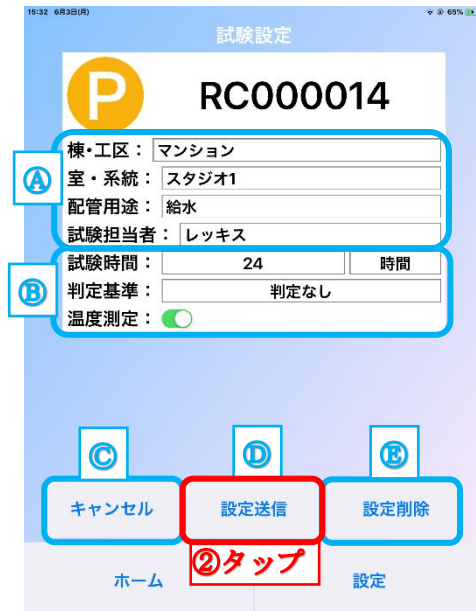 15:32 6月3日(月)
65%
試験設定
P
RC000014
棟・工区： マンション
Ⓐ
室・系統： スタジオ1
配管用途： 給水
試験担当者： レッキス
試験時間： 24 時間
Ⓑ
判定基準： 判定なし
温度測定：
Ⓒ Ⓓ Ⓔ
キャンセル 設定送信 設定削除
②タップ
ホーム 設定